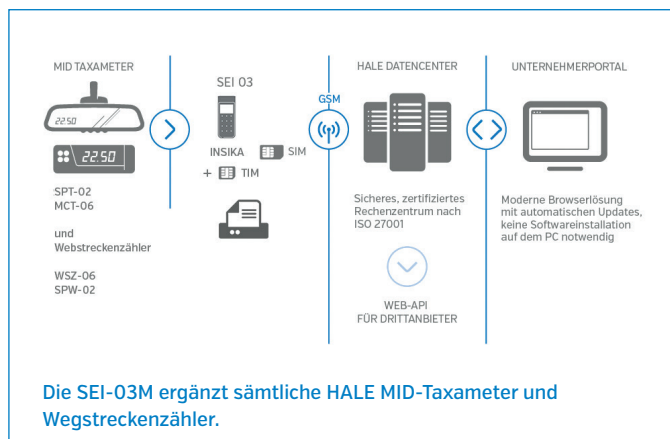 MID TAXAMETER
2250
22 50
SPT-02
MCT-06
und
Webstreckenzähler
WSZ-06
SPW-02
SEI 03
INSIKA SIM
+ TIM
GSM
HALE DATENCENTER
Sicheres, zertifiziertes
Rechenzentrum nach
ISO 27001
WEB-API
FÜR DRITTANBIETER
UNTERNEHMERPORTAL
Moderne Browserlösung
mit automatischen Updates,
keine Softwareinstallation
auf dem PC notwendig
Die SEI-03M ergänzt sämtliche HALE MID-Taxameter und
Wegstreckenzähler.